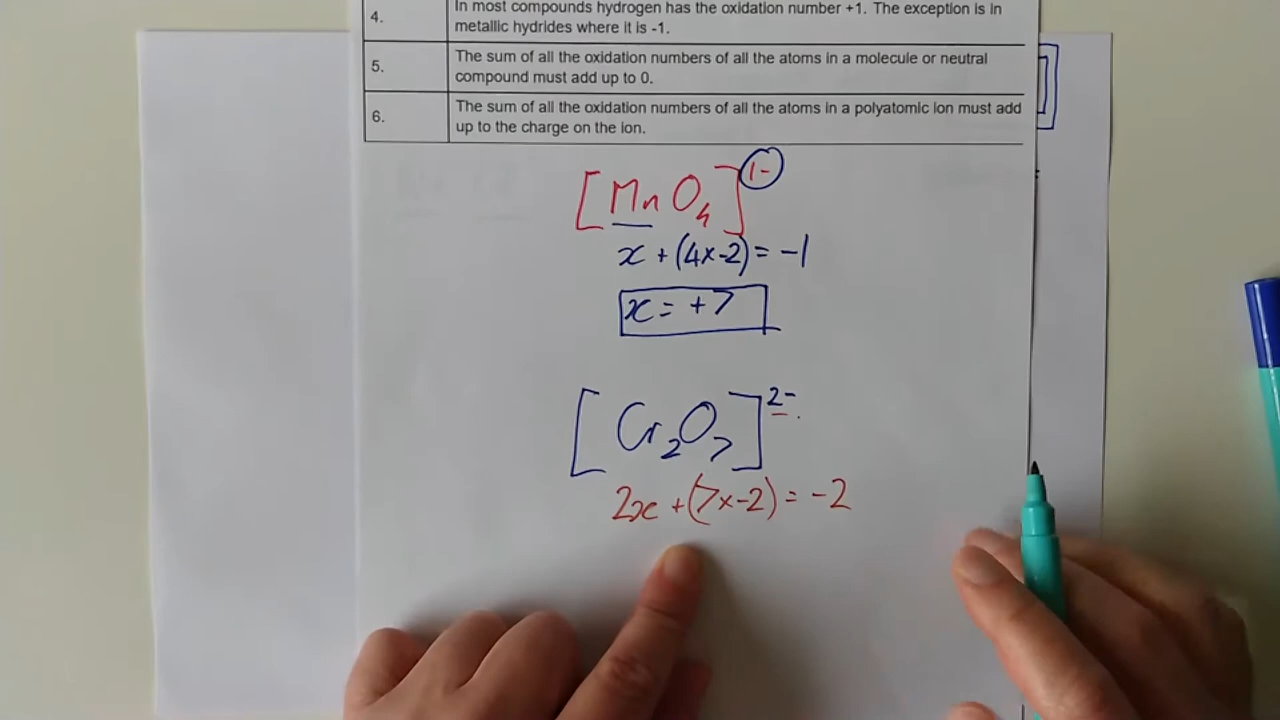 4. In most compounds hydrogen has the oxidation number +1. The exception is in
metallic hydrides where it is -1.
5. The sum of all the oxidation numbers of all the atoms in a molecule or neutral
compound must add up to 0.
6. The sum of all the oxidation numbers of all the atoms in a polyatomic ion must add
up to the charge on the ion.
[MnO₄]¹⁻
x + (4x-2) = -1
x = +7
[Cr₂O₇]²⁻
2x + (7x-2) = -2